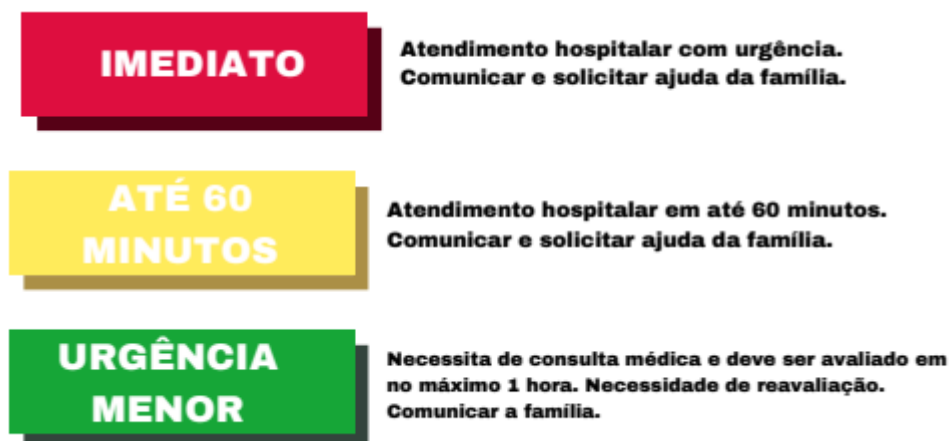 IMEDIATO
Atendimento hospitalar com urgência.
Comunicar e solicitar ajuda da família.
ATÉ 60
MINUTOS
Atendimento hospitalar em até 60 minutos.
Comunicar e solicitar ajuda da família.
URGÊNCIA
MENOR
Necessita de consulta médica e deve ser avaliado em
no máximo 1 hora. Necessidade de reavaliação.
Comunicar a família.